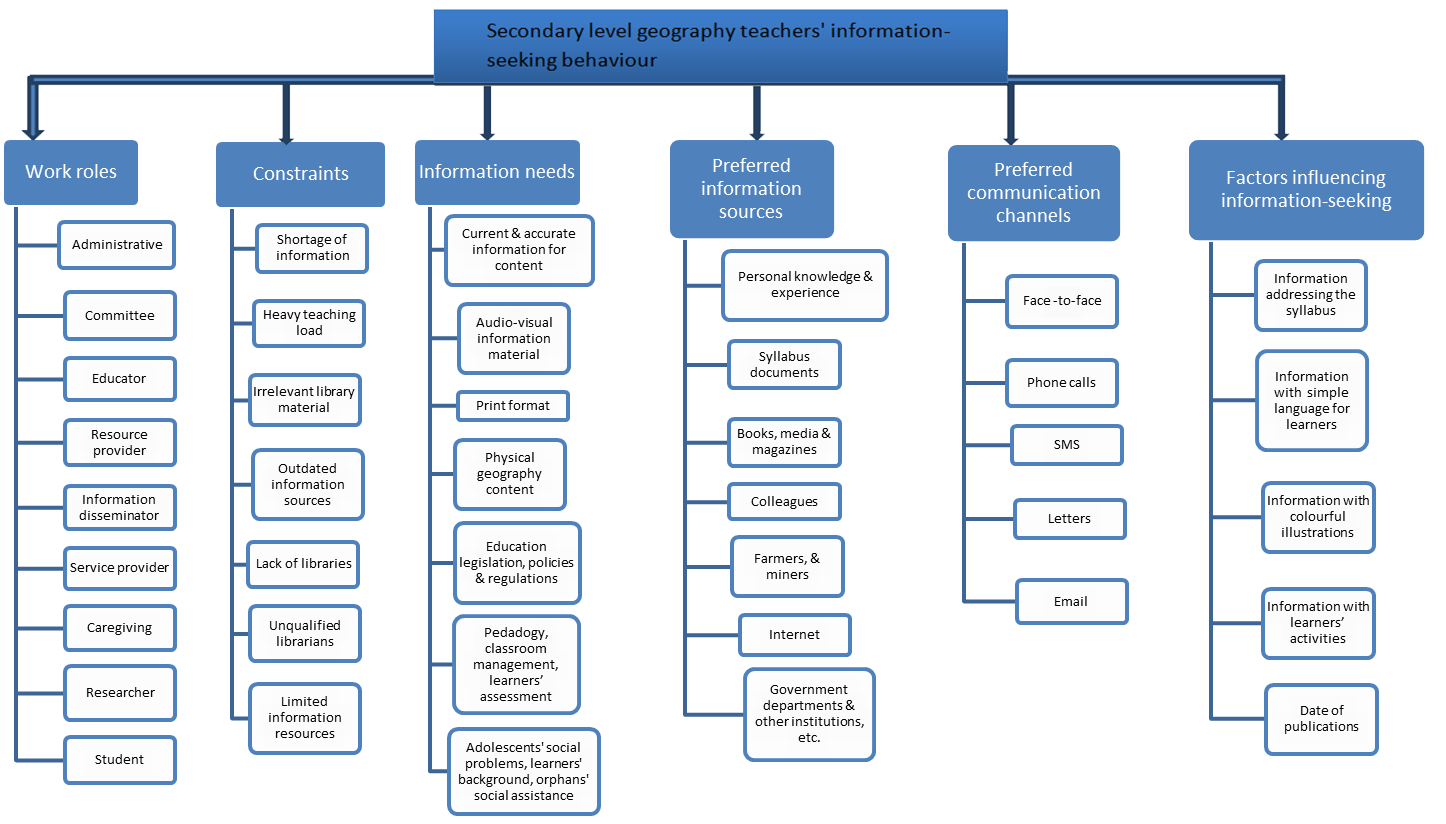 Secondary level geography teachers' information-
seeking behaviour
Work roles
Administrative
Committee
Educator
Resource
provider
Information
disseminator
Service provider
Caregiving
Researcher
Student
Constraints
Shortage of
information
Heavy teaching
load
Irrelevant library
material
Outdated
information
sources
Lack of libraries
Unqualified
librarians
Limited
information
resources
Information needs
Current & accurate
information for
content
Audio-visual
information
material
Print format
Physical
geography
content
Education
legislation, policies
& regulations
Pedadogy,
classroom
management,
learners’
assessment
Adolescents' social
problems, learners'
background, orphans'
social assistance
Preferred
information
sources
Personal knowledge &
experience
Syllabus
documents
Books, media &
magazines
Colleagues
Farmers, &
miners
Internet
Government
departments &
other institutions,
etc.
Preferred
communication
channels
Face -to-face
Phone calls
SMS
Letters
Email
Factors influencing
information-seeking
Information
addressing the
syllabus
Information
with simple
language for
learners
Information with
colourful
illustrations
Information with
learners’
activities
Date of
publications